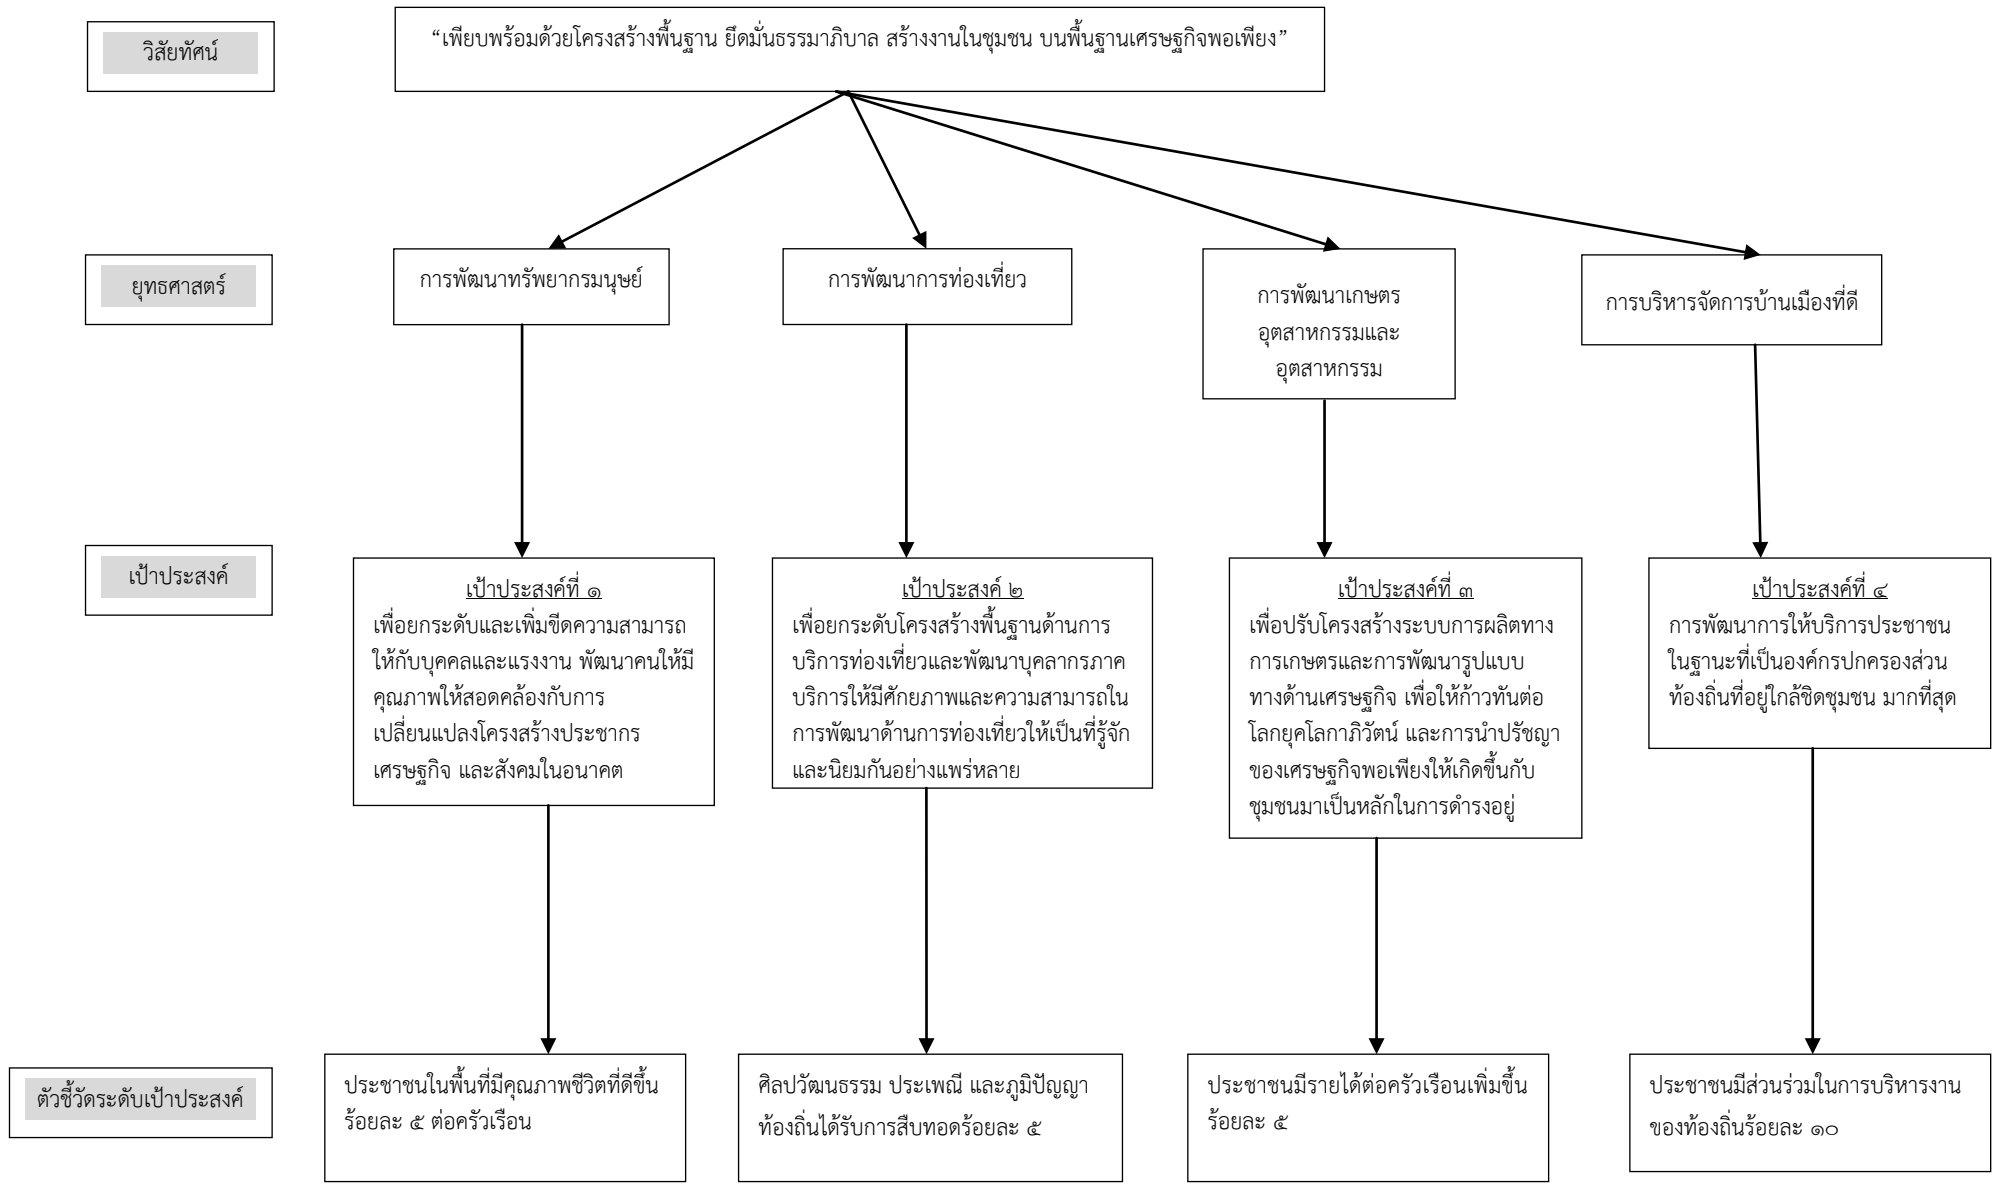 วิสัยทัศน์
“เพียบพร้อมด้วยโครงสร้างพื้นฐาน ยึดมั่นธรรมาภิบาล สร้างงานในชุมชน บนพื้นฐานเศรษฐกิจพอเพียง”
ยุทธศาสตร์
การพัฒนาทรัพยากรมนุษย์
การพัฒนาการท่องเที่ยว
การพัฒนาเกษตร
อุตสาหกรรมและ
อุตสาหกรรม
การบริหารจัดการบ้านเมืองที่ดี
เป้าประสงค์
เป้าประสงค์ที่ ๑
เพื่อยกระดับและเพิ่มขีดความสามารถ
ให้กับบุคคลและแรงงาน พัฒนาคนให้มี
คุณภาพให้สอดคล้องกับการ
เปลี่ยนแปลงโครงสร้างประชากร
เศรษฐกิจ และสังคมในอนาคต
เป้าประสงค์ ๒
เพื่อยกระดับโครงสร้างพื้นฐานด้านการ
บริการท่องเที่ยวและพัฒนาบุคลากรภาค
บริการให้มีศักยภาพและความสามารถใน
การพัฒนาด้านการท่องเที่ยวให้เป็นที่รู้จัก
และนิยมกันอย่างแพร่หลาย
เป้าประสงค์ที่ ๓
เพื่อปรับโครงสร้างระบบการผลิตทาง
การเกษตรและการพัฒนารูปแบบ
ทางด้านเศรษฐกิจ เพื่อให้ก้าวทันต่อ
โลกยุคโลกาภิวัตน์ และการนำปรัชญา
ของเศรษฐกิจพอเพียงให้เกิดขึ้นกับ
ชุมชนมาเป็นหลักในการดำรงอยู่
เป้าประสงค์ที่ ๔
การพัฒนาการให้บริการประชาชน
ในฐานะที่เป็นองค์กรปกครองส่วน
ท้องถิ่นที่อยู่ใกล้ชิดชุมชน มากที่สุด
ตัวชี้วัดระดับเป้าประสงค์
ประชาชนในพื้นที่มีคุณภาพชีวิตที่ดีขึ้น
ร้อยละ ๕ ต่อครัวเรือน
ศิลปวัฒนธรรม ประเพณี และภูมิปัญญา
ท้องถิ่นได้รับการสืบทอดร้อยละ ๕
ประชาชนมีรายได้ต่อครัวเรือนเพิ่มขึ้น
ร้อยละ ๕
ประชาชนมีส่วนร่วมในการบริหารงาน
ของท้องถิ่นร้อยละ ๑๐